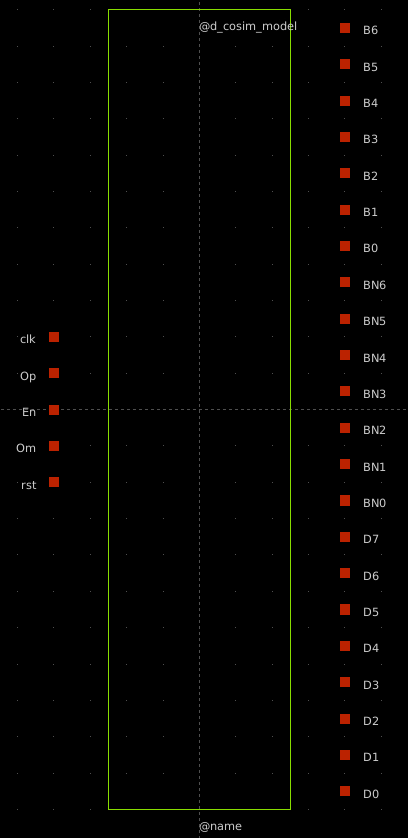 @d_cosim_model
clk
Op
En
Om
rst
B6
B5
B4
B3
B2
B1
B0
BN6
BN5
BN4
BN3
BN2
BN1
BN0
D7
D6
D5
D4
D3
D2
D1
D0
@name